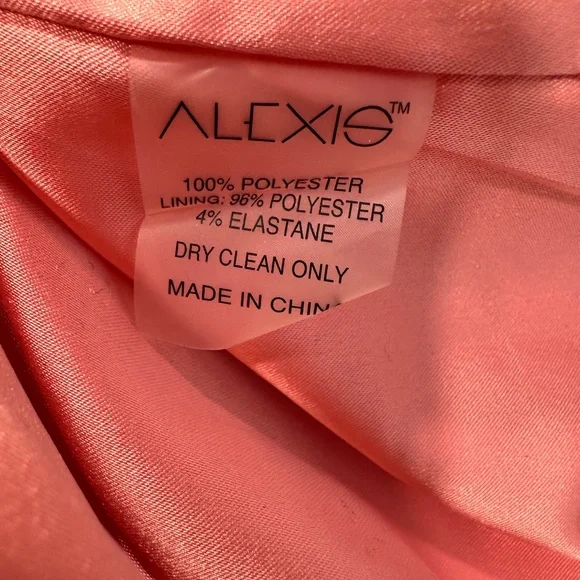 ALEXIS™
100% POLYESTER
LINING: 96% POLYESTER
4% ELASTANE
DRY CLEAN ONLY
MADE IN CHINA